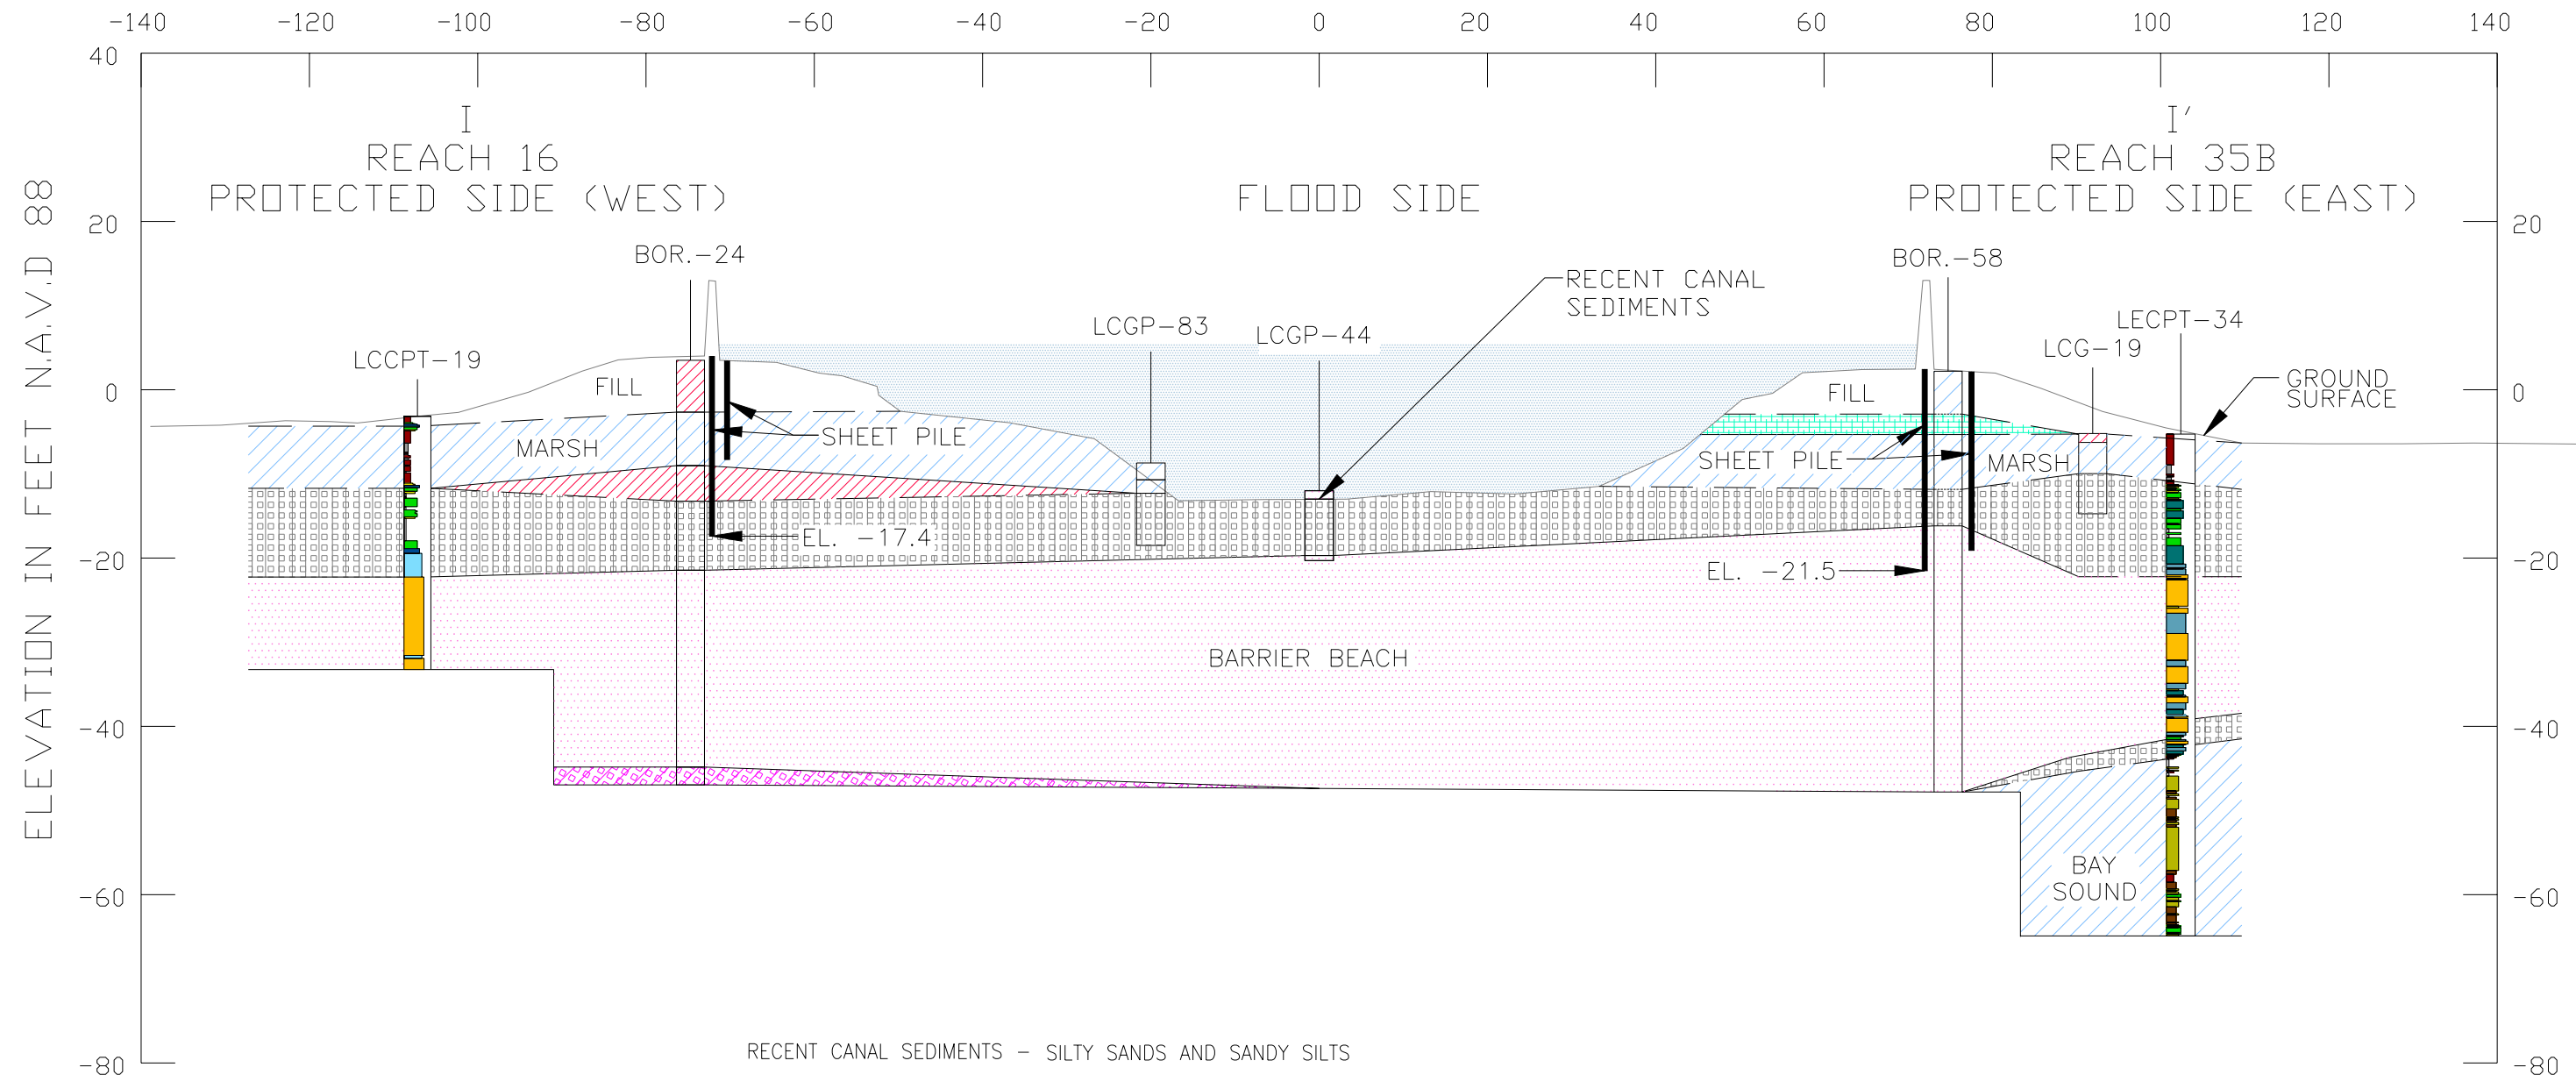 -140 -120 -100 -80 -60 -40 -20 0 20 40 60 80 100 120 140
40
I
I'
REACH 16
REACH 35B
PROTECTED SIDE (WEST)
FLOOD SIDE
PROTECTED SIDE (EAST)
20
20
BOR.-24
BOR.-58
RECENT CANAL
SEDIMENTS
LCGP-83
LCGP-44
LECPT-34
LCG-19
LCCPT-19
GROUND
SURFACE
0
FILL
FILL
0
SHEET PILE
MARSH
SHEET PILE
MARSH
EL. -17.4
-20
-20
EL. -21.5
BARRIER BEACH
-40
-40
BAY
SOUND
-60
-60
-80
-80
RECENT CANAL SEDIMENTS - SILTY SANDS AND SANDY SILTS
ELEVATION IN FEET N.A.V.D 88